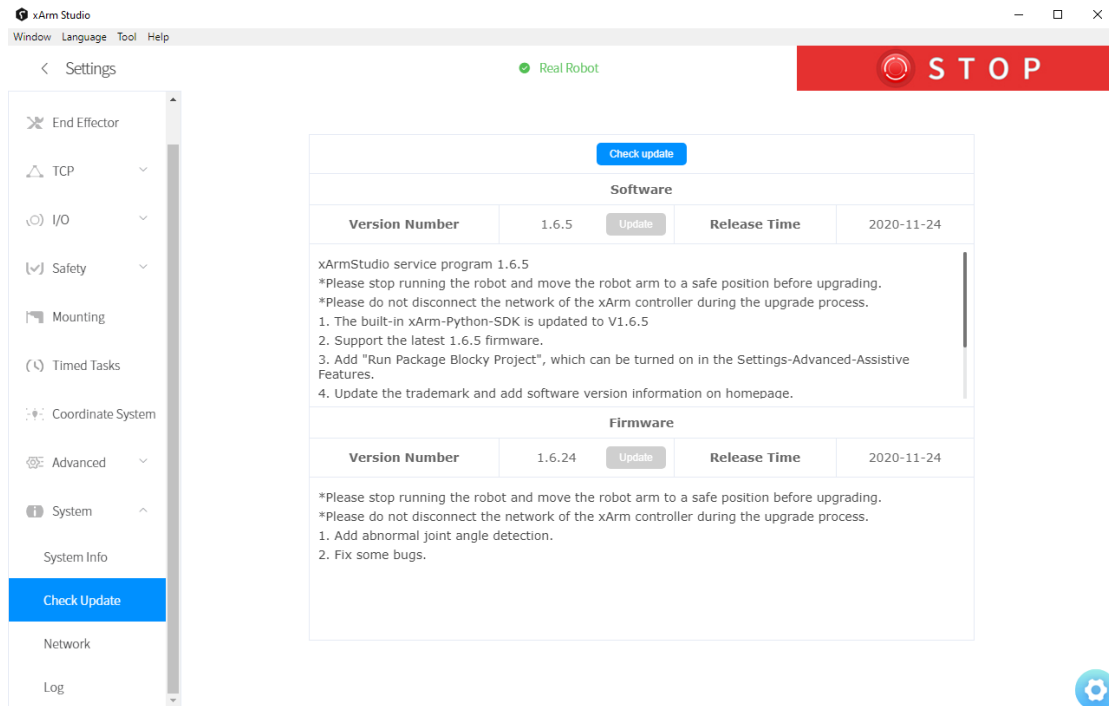 xArm Studio
Window Language Tool Help
Settings
Real Robot
STOP
End Effector
TCP
I/O
Safety
Mounting
Timed Tasks
Coordinate System
Advanced
System
System Info
Check Update
Network
Log
Check update
Software
Version Number 1.6.5 Update Release Time 2020-11-24
xArmStudio service program 1.6.5
*Please stop running the robot and move the robot arm to a safe position before upgrading.
*Please do not disconnect the network of the xArm controller during the upgrade process.
1. The built-in xArm-Python-SDK is updated to V1.6.5
2. Support the latest 1.6.5 firmware.
3. Add "Run Package Blocky Project", which can be turned on in the Settings-Advanced-Assistive
Features.
4. Update the trademark and add software version information on homepage.
Firmware
Version Number 1.6.24 Update Release Time 2020-11-24
*Please stop running the robot and move the robot arm to a safe position before upgrading.
*Please do not disconnect the network of the xArm controller during the upgrade process.
1. Add abnormal joint angle detection.
2. Fix some bugs.